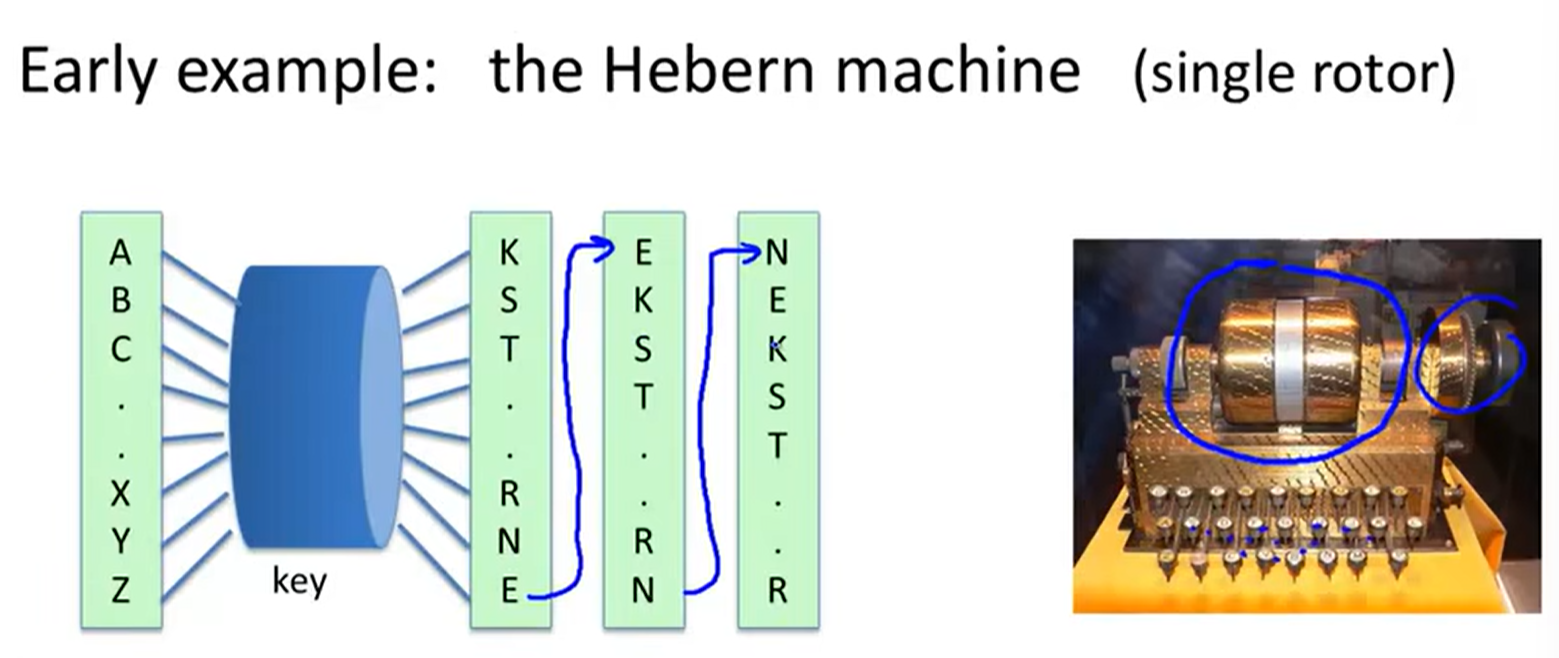 Early example: the Hebern machine (single rotor)
A
B
C
.
.
X
Y
Z
key
K
S
T
.
.
R
N
E
E
K
S
T
.
.
R
N
N
E
K
S
T
.
.
R